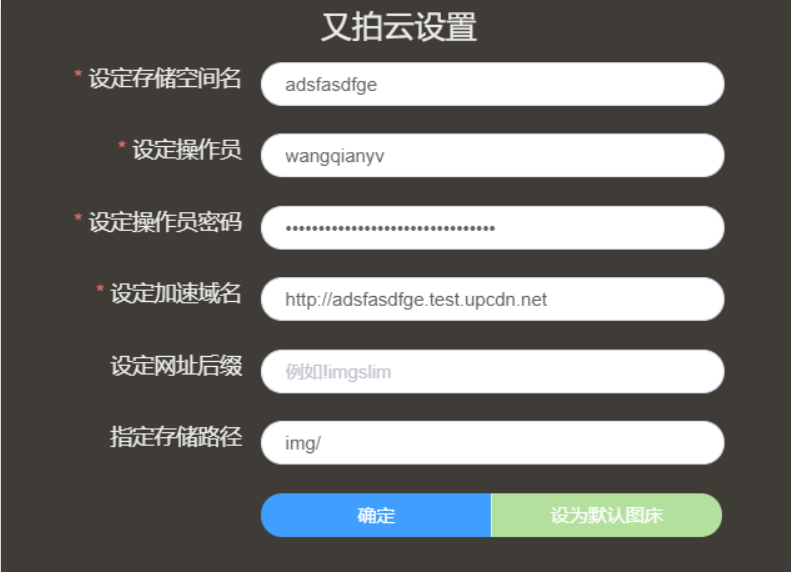 又拍云设置
* 设定存储空间名 adsfasdfge
* 设定操作员 wangqianyv
* 设定操作员密码 ••••••••••••••••••••••••••••••••
* 设定加速域名 http://adsfasdfge.test.upcdn.net
设定网址后缀 例如!imgslim
指定存储路径 img/
确定 设为默认图床